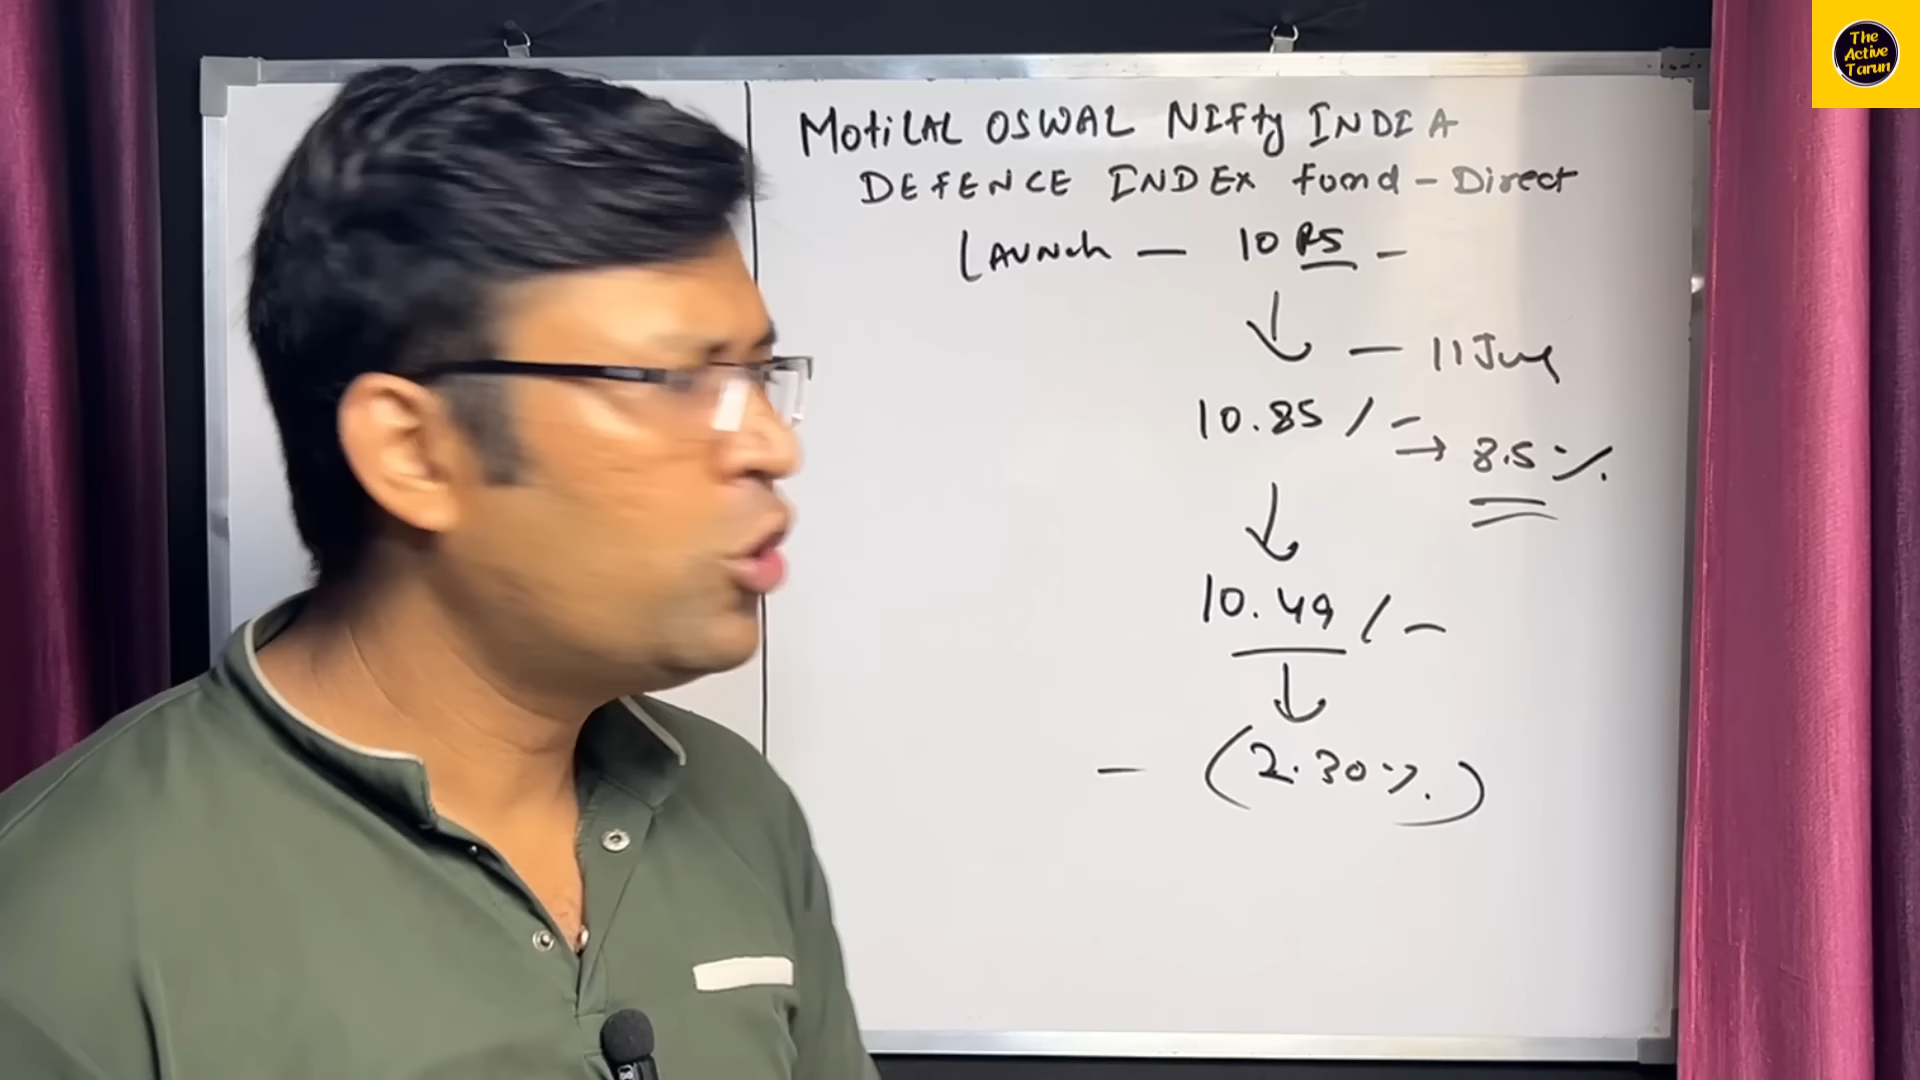 The
Active
Tarun
MotiLAL OSWAL NIfty INDIA
DEFENCE INDEX fund - Direct
LAUNch — 10 RS -
— 11 July
10.85 /-
→ 8.5 %
10.49 /-
- (2.30 %)